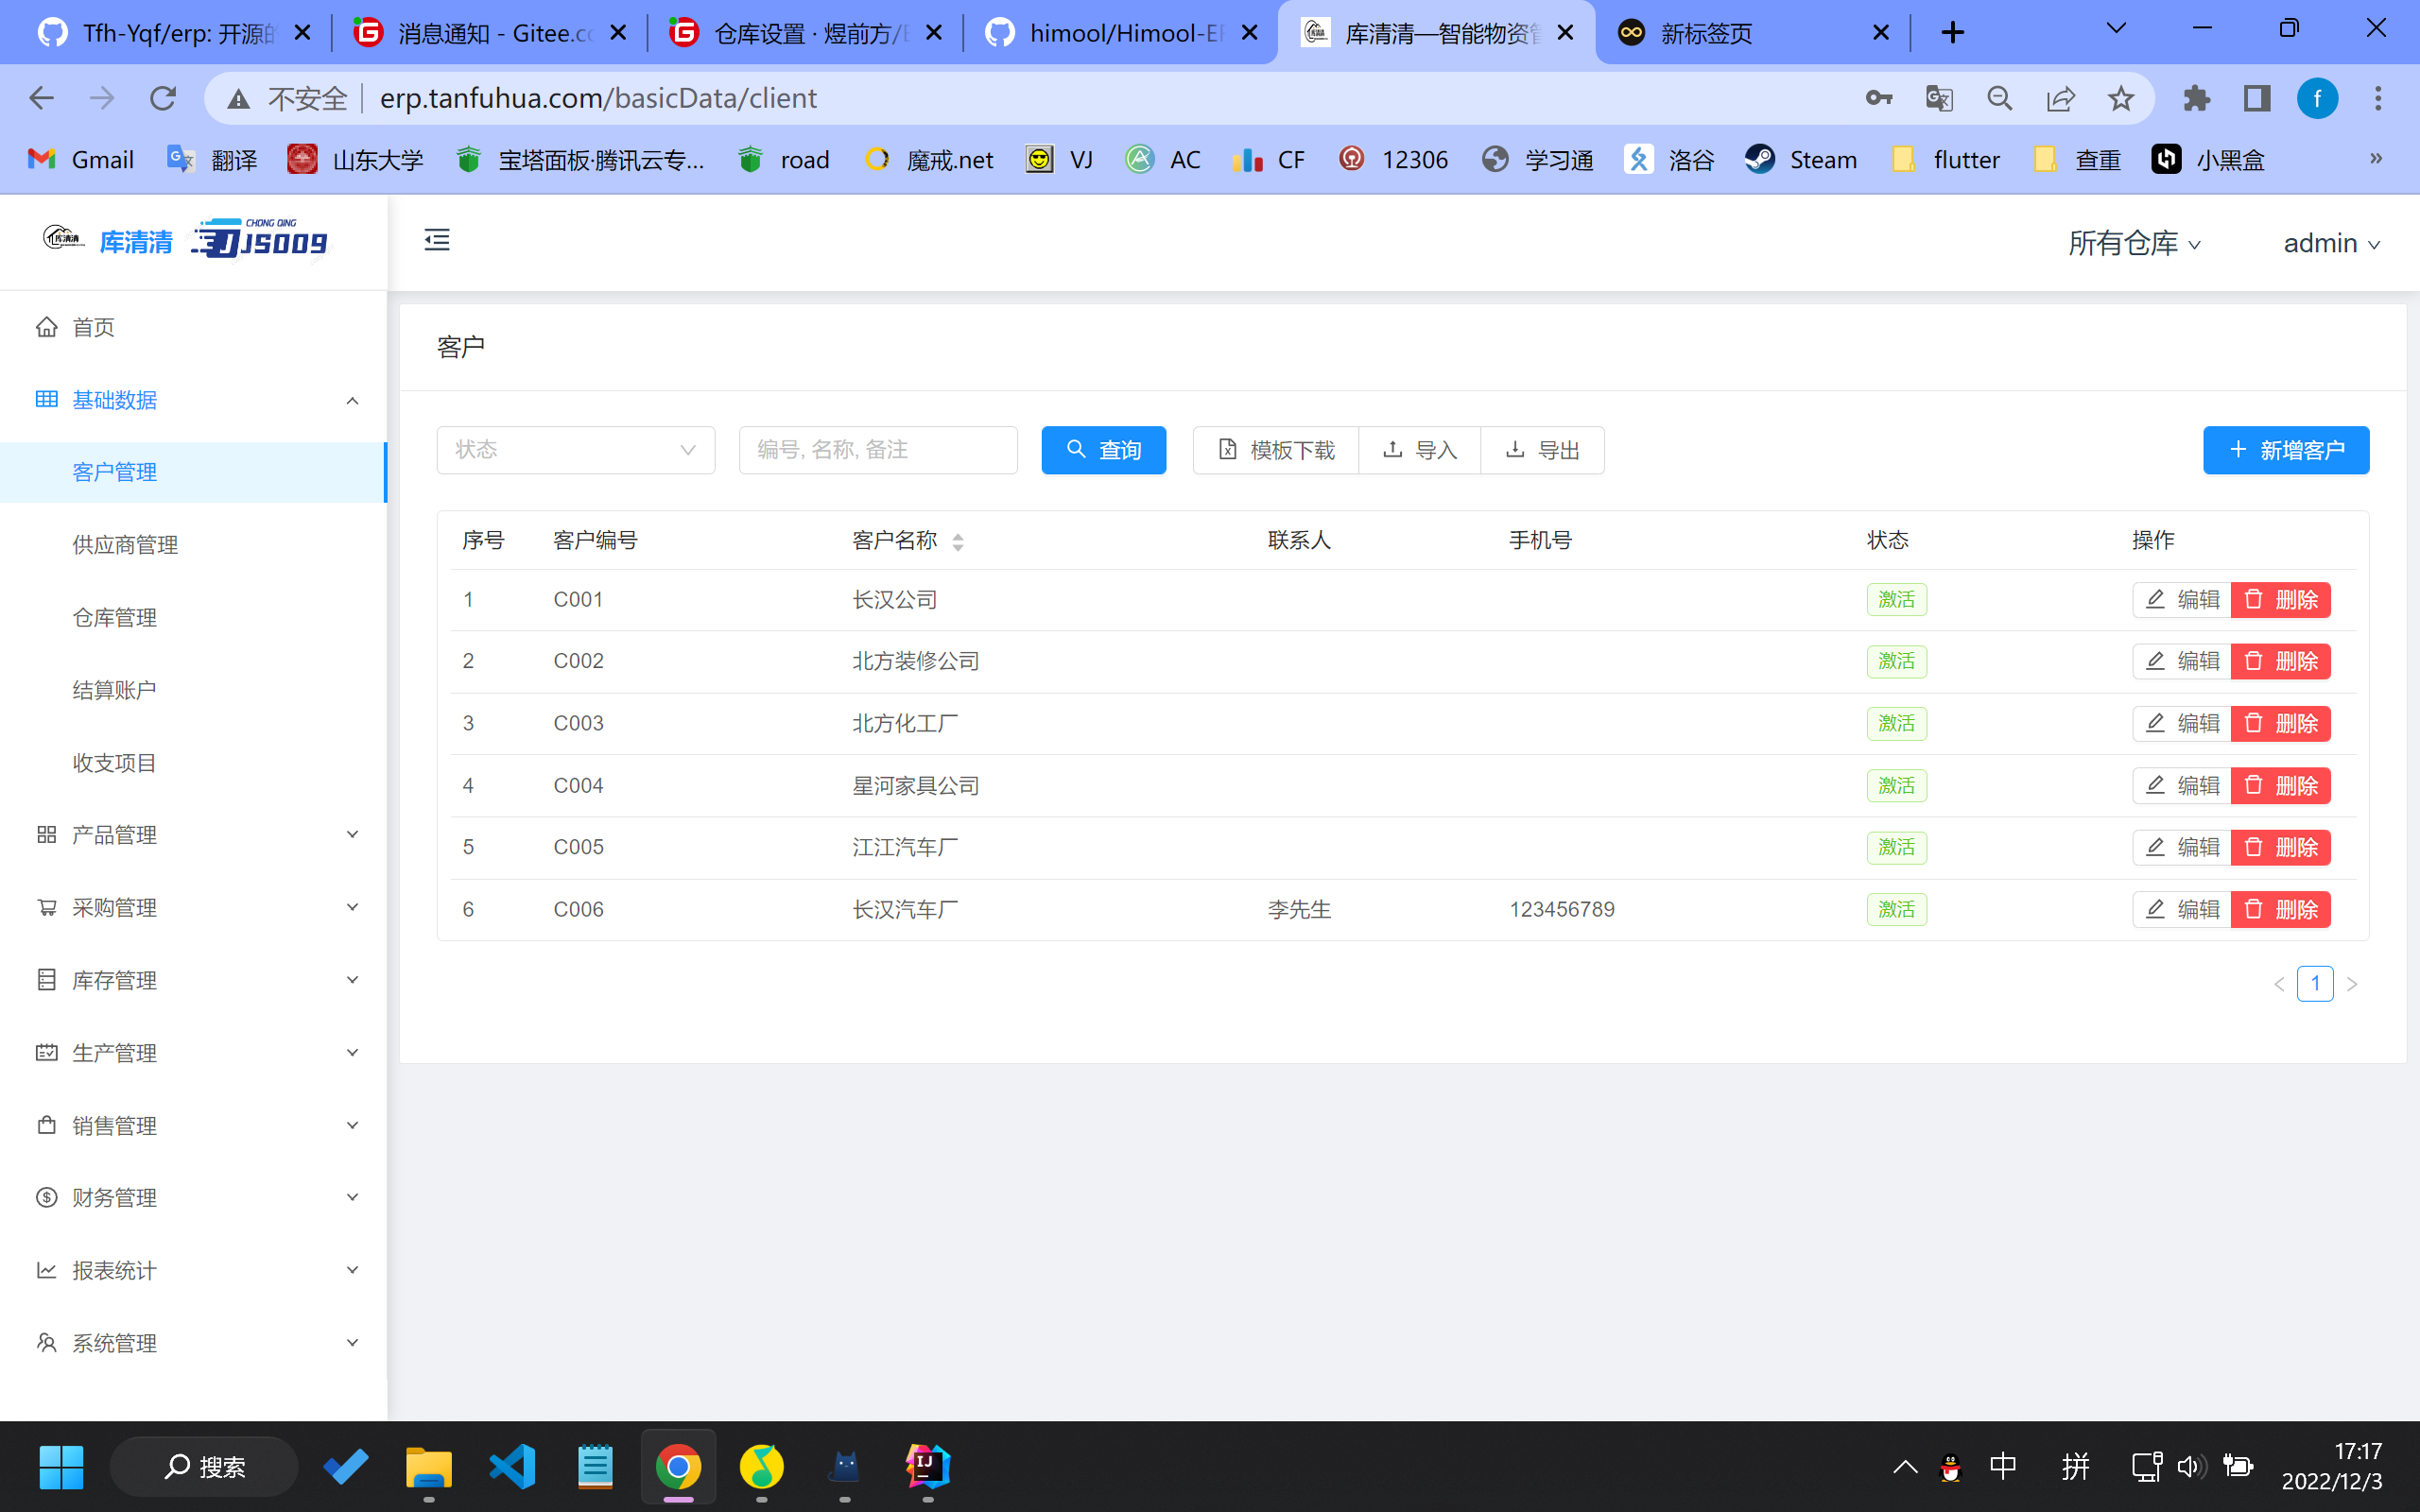 Tfh-Yqf/erp: 开源的
消息通知 - Gitee.co
仓库设置 · 煜前方/E
himool/Himool-ER
库清清—智能物资管
新标签页
不安全 erp.tanfuhua.com/basicData/client
f
Gmail 翻译 山东大学 宝塔面板·腾讯云专... road 魔戒.net VJ AC CF 12306 学习通 洛谷 Steam flutter 查重 小黑盒 »
库清清 库清清 CHONG QING JJS009
所有仓库 admin
首页
基础数据
客户管理
供应商管理
仓库管理
结算账户
收支项目
产品管理
采购管理
库存管理
生产管理
销售管理
财务管理
报表统计
系统管理
客户
状态 编号, 名称, 备注 查询 模板下载 导入 导出 新增客户
序号 客户编号 客户名称 联系人 手机号 状态 操作
1 C001 长汉公司 激活 编辑 删除
2 C002 北方装修公司 激活 编辑 删除
3 C003 北方化工厂 激活 编辑 删除
4 C004 星河家具公司 激活 编辑 删除
5 C005 江江汽车厂 激活 编辑 删除
6 C006 长汉汽车厂 李先生 123456789 激活 编辑 删除
1
搜索
IJ
中 拼
17:17
2022/12/3